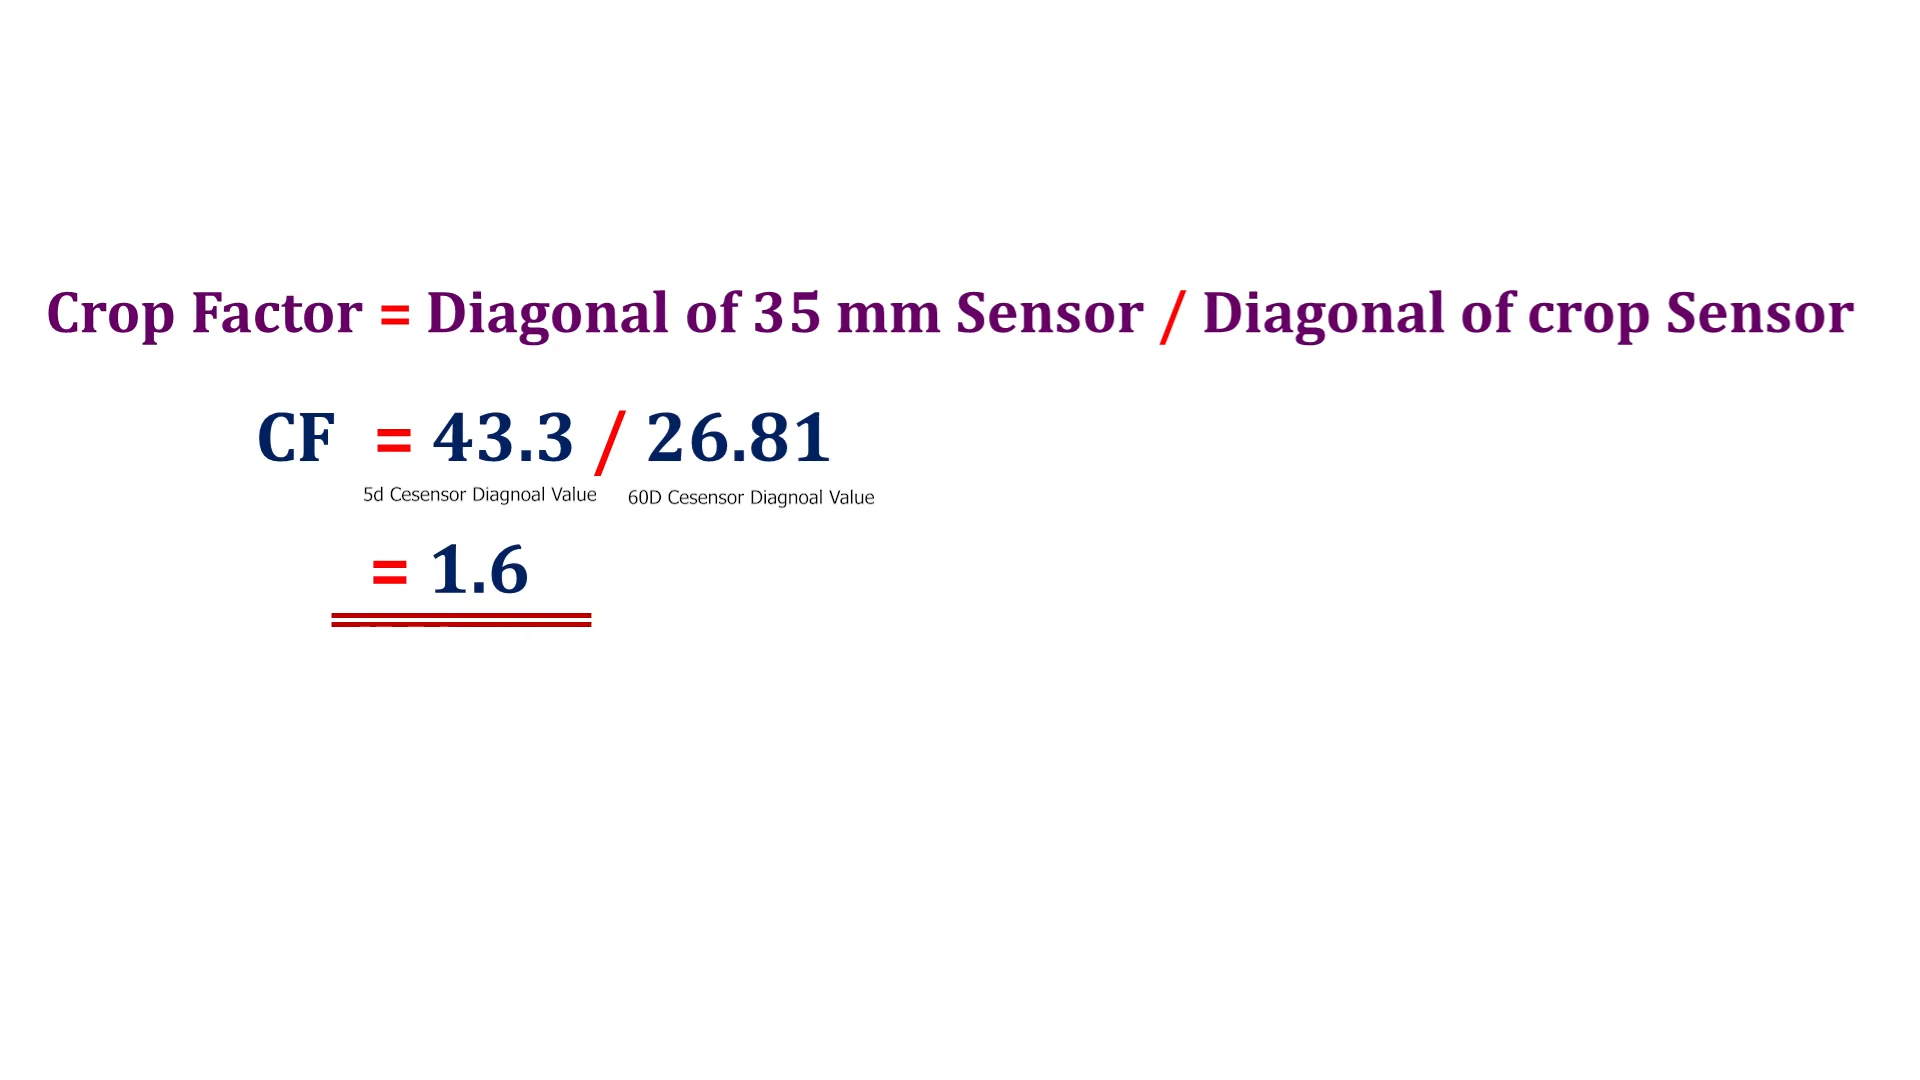 Crop Factor = Diagonal of 35 mm Sensor / Diagonal of crop Sensor
CF = 43.3 / 26.81
5d Cesensor Diagnoal Value 60D Cesensor Diagnoal Value
= 1.6